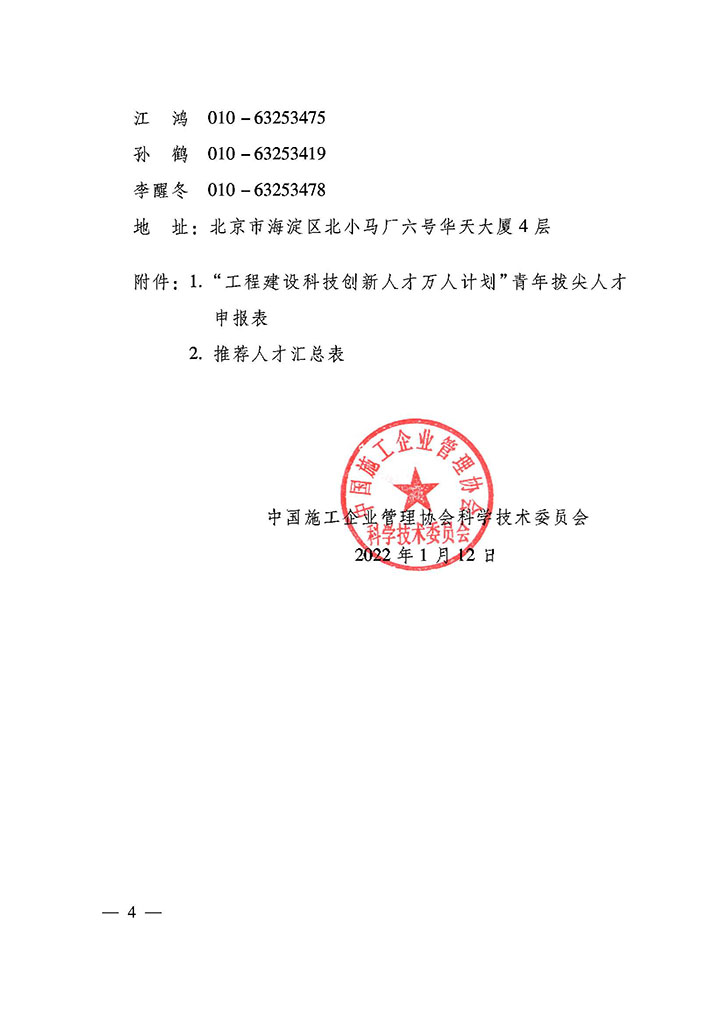 江　鸿　010－63253475
孙　鹤　010－63253419
李醒冬　010－63253478
地　址：北京市海淀区北小马厂六号华天大厦4层
附件：1.“工程建设科技创新人才万人计划”青年拔尖人才
申报表
2. 推荐人才汇总表
中国施工企业管理协会
中国施工企业管理协会科学技术委员会
科学技术委员会
2022年1月12日
— 4 —